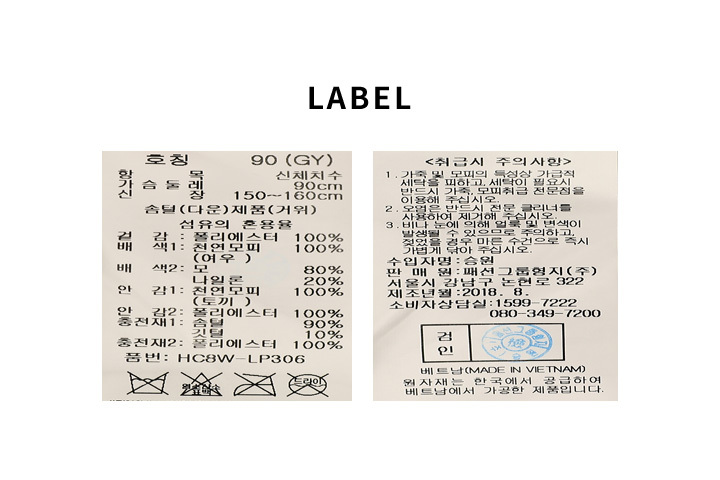 LABEL
호칭 90 (GY)
항 목 신체치수
가 슴 둘 레 90cm
신 장 150~160cm
솜털(다운)제품(거위)
섬유의 혼용율
겉 감 : 폴리에스터 100%
배 색1: 천연모피 100%
(여우 )
배 색2: 모 80%
나일론 20%
안 감1: 천연모피 100%
(토끼 )
안 감2: 폴리에스터 100%
충전재1: 솜털 90%
깃털 10%
충전재2: 폴리에스터 100%
품번: HC8W-LP306
드라이
<취급시 주의사항>
1. 가죽 및 모피의 특성상 가급적
세탁을 피하고, 세탁이 필요시
반드시 가죽, 모피취급 전문점을
이용해 주십시요.
2. 오염은 반드시 전문 클리너를
사용하여 제거해 주십시요.
3. 비나 눈에 의해 얼룩 및 변색이
발생될 수 있으므로 주의하고,
젖었을 경우 마른 수건으로 즉시
가볍게 닦아 주십시요.
수입자명 : 승원
판 매 원 : 패션그룹형지(주)
서울시 강남구 논현로 322
제조년월 : 2018. 8.
소비자상담실 : 1599-7222
080-349-7200
검
인
베트남(MADE IN VIETNAM)
원자재는 한국에서 공급하여
베트남에서 가공한 제품입니다.